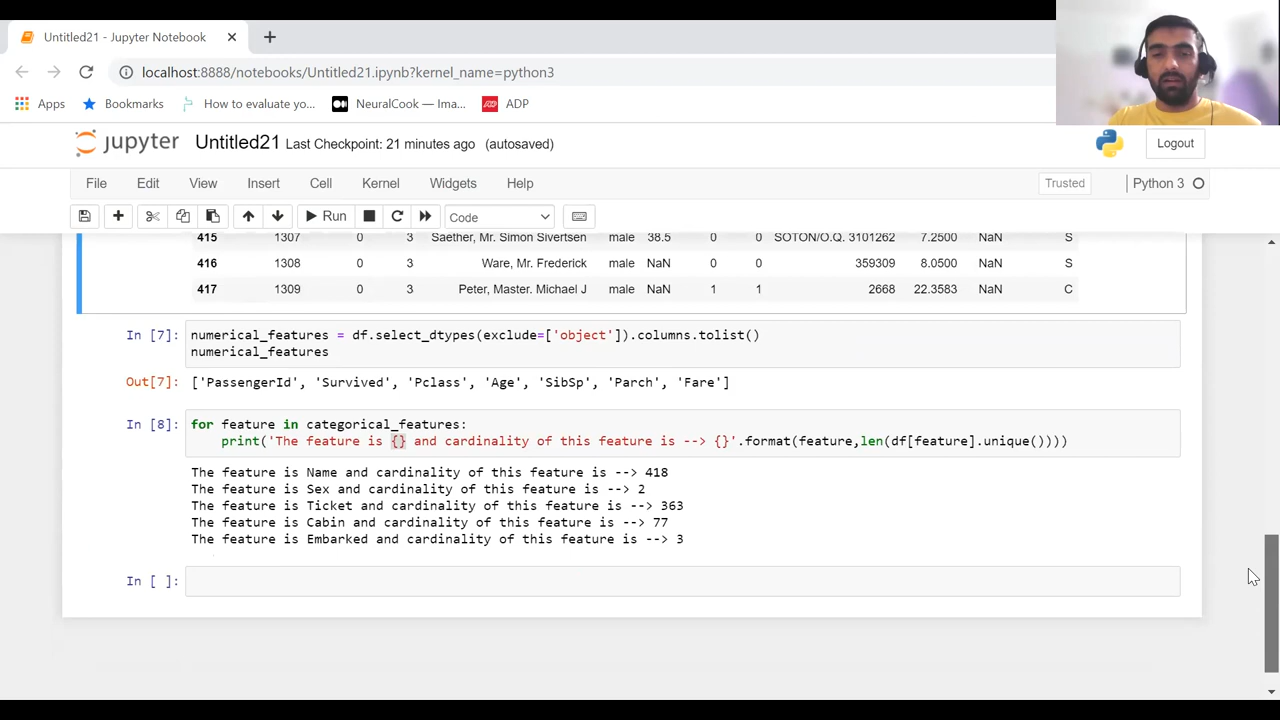 Untitled21 - Jupyter Notebook
localhost:8888/notebooks/Untitled21.ipynb?kernel_name=python3
Apps Bookmarks How to evaluate yo... NeuralCook — Ima... ADP
jupyter Untitled21 Last Checkpoint: 21 minutes ago (autosaved) Logout
File Edit View Insert Cell Kernel Widgets Help Trusted Python 3
Run Code
415 1307 0 3 Saether, Mr. Simon Sivertsen male 38.5 0 0 SOTON/O.Q. 3101262 7.2500 NaN S
416 1308 0 3 Ware, Mr. Frederick male NaN 0 0 359309 8.0500 NaN S
417 1309 0 3 Peter, Master. Michael J male NaN 1 1 2668 22.3583 NaN C
In [7]: numerical_features = df.select_dtypes(exclude=['object']).columns.tolist()
numerical_features
Out[7]: ['PassengerId', 'Survived', 'Pclass', 'Age', 'SibSp', 'Parch', 'Fare']
In [8]: for feature in categorical_features:
print('The feature is {} and cardinality of this feature is --> {}'.format(feature,len(df[feature].unique())))
The feature is Name and cardinality of this feature is --> 418
The feature is Sex and cardinality of this feature is --> 2
The feature is Ticket and cardinality of this feature is --> 363
The feature is Cabin and cardinality of this feature is --> 77
The feature is Embarked and cardinality of this feature is --> 3
In [ ]: